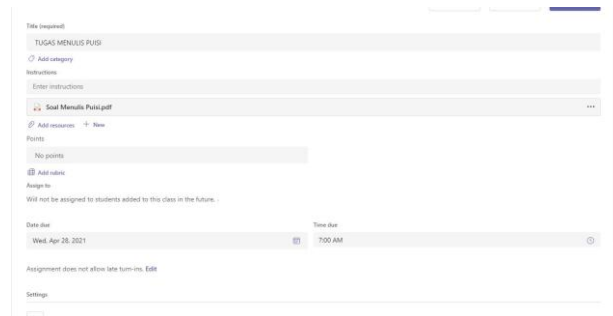 Title (required)
TUGAS MENULIS PUISI
Add category
Instructions
Enter instructions
Soal Menulis Puisi.pdf
Add resources + New
Points
No points
Add rubric
Assign to
Will not be assigned to students added to this class in the future. .
Date due Time due
Wed, Apr 28, 2021 7:00 AM
Assignment does not allow late turn-ins. Edit
Settings